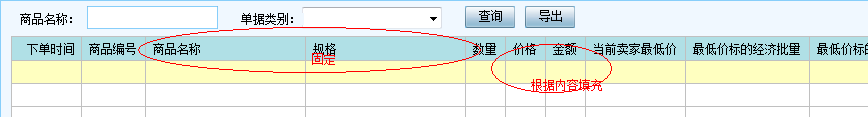 商品名称： 单据类别： 查询 导出
下单时间 商品编号 商品名称 规格 数量 价格 金额 当前卖家最低价 最低价标的经济批量 最低价标的
固定
根据内容填充